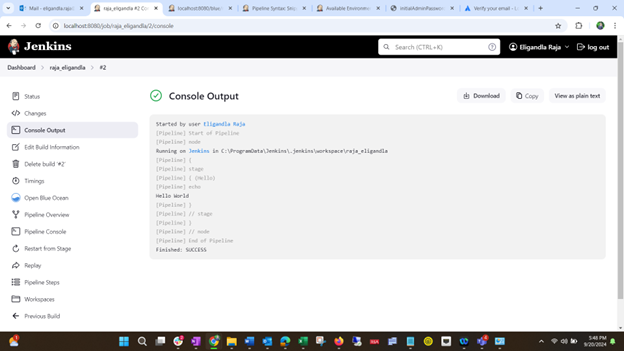 Mail - eligandla.raja
raja_eligandla #2 Con
localhost:8080/blue/
Pipeline Syntax: Snipp
Available Environmen
initialAdminPassword
Verify your email - L
localhost:8080/job/raja_eligandla/2/console
Jenkins
Search (CTRL+K)
Eligandla Raja
log out
Dashboard > raja_eligandla > #2
Status
Changes
Console Output
Edit Build Information
Delete build '#2'
Timings
Open Blue Ocean
Pipeline Overview
Pipeline Console
Restart from Stage
Replay
Pipeline Steps
Workspaces
Previous Build
Console Output
Download
Copy
View as plain text
Started by user Eligandla Raja
[Pipeline] Start of Pipeline
[Pipeline] node
Running on Jenkins in C:\ProgramData\Jenkins\.jenkins\workspace\raja_eligandla
[Pipeline] {
[Pipeline] stage
[Pipeline] { (Hello)
[Pipeline] echo
Hello World
[Pipeline] }
[Pipeline] // stage
[Pipeline] }
[Pipeline] // node
[Pipeline] End of Pipeline
Finished: SUCCESS
5:48 PM
9/20/2024